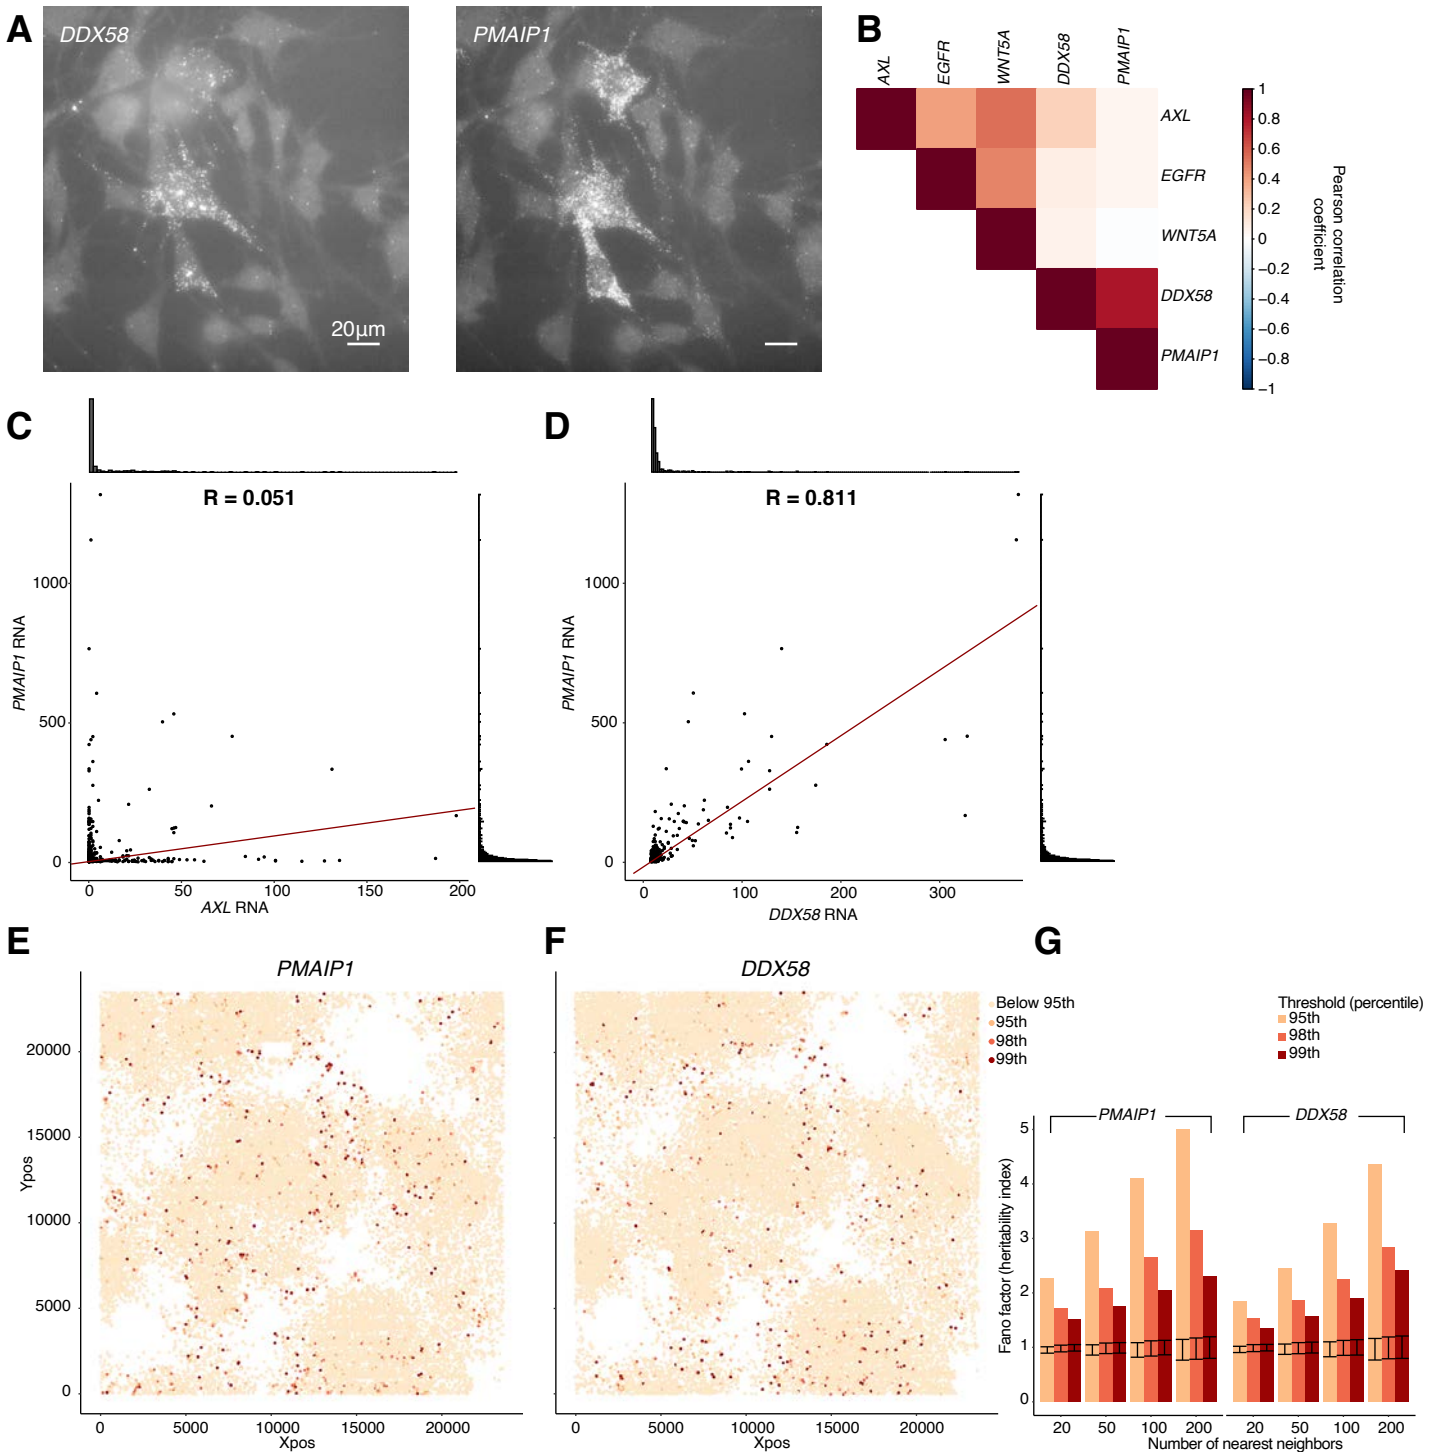 A
DDX58
20µm
PMAIP1
B
AXL
EGFR
WNT5A
DDX58
PMAIP1
AXL
EGFR
WNT5A
DDX58
PMAIP1
1
0.8
0.6
0.4
0.2
0
−0.2
−0.4
−0.6
−0.8
−1
Pearson correlation
coefficient
C
R = 0.051
PMAIP1 RNA
1000
500
0
0 50 100 150 200
AXL RNA
D
R = 0.811
PMAIP1 RNA
1000
500
0
0 100 200 300
DDX58 RNA
E
PMAIP1
Ypos
20000
15000
10000
5000
0
0 5000 10000 15000 20000
Xpos
F
DDX58
0 5000 10000 15000 20000
Xpos
Below 95th
95th
98th
99th
G
Threshold (percentile)
95th
98th
99th
PMAIP1 DDX58
Fano factor (heritability index)
5
4
3
2
1
0
20 50 100 200 20 50 100 200
Number of nearest neighbors